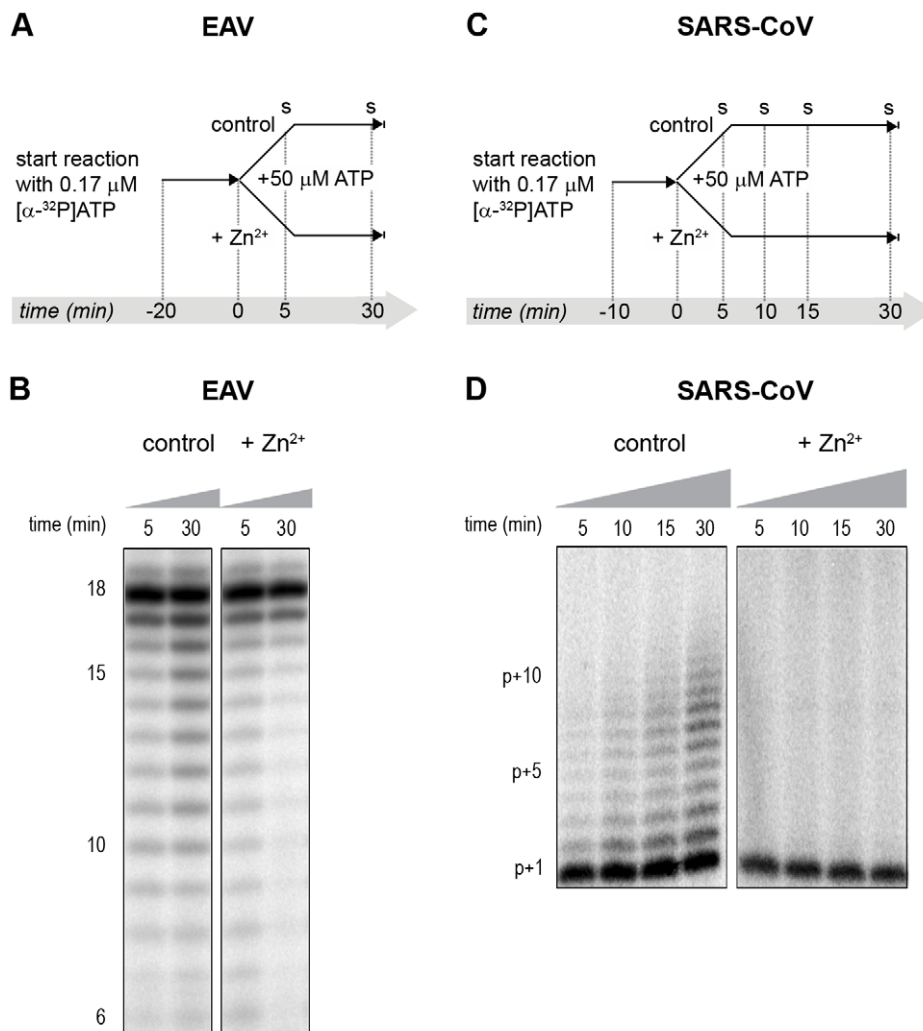 A EAV
s s
control
start reaction
with 0.17 μM
[α-³²P]ATP
+50 μM ATP
+ Zn²⁺
time (min) -20 0 5 30
C SARS-CoV
s s s s
control
start reaction
with 0.17 μM
[α-³²P]ATP
+50 μM ATP
+ Zn²⁺
time (min) -10 0 5 10 15 30
B EAV
control + Zn²⁺
time (min) 5 30 5 30
18
15
10
6
D SARS-CoV
control + Zn²⁺
time (min) 5 10 15 30 5 10 15 30
p+10
p+5
p+1